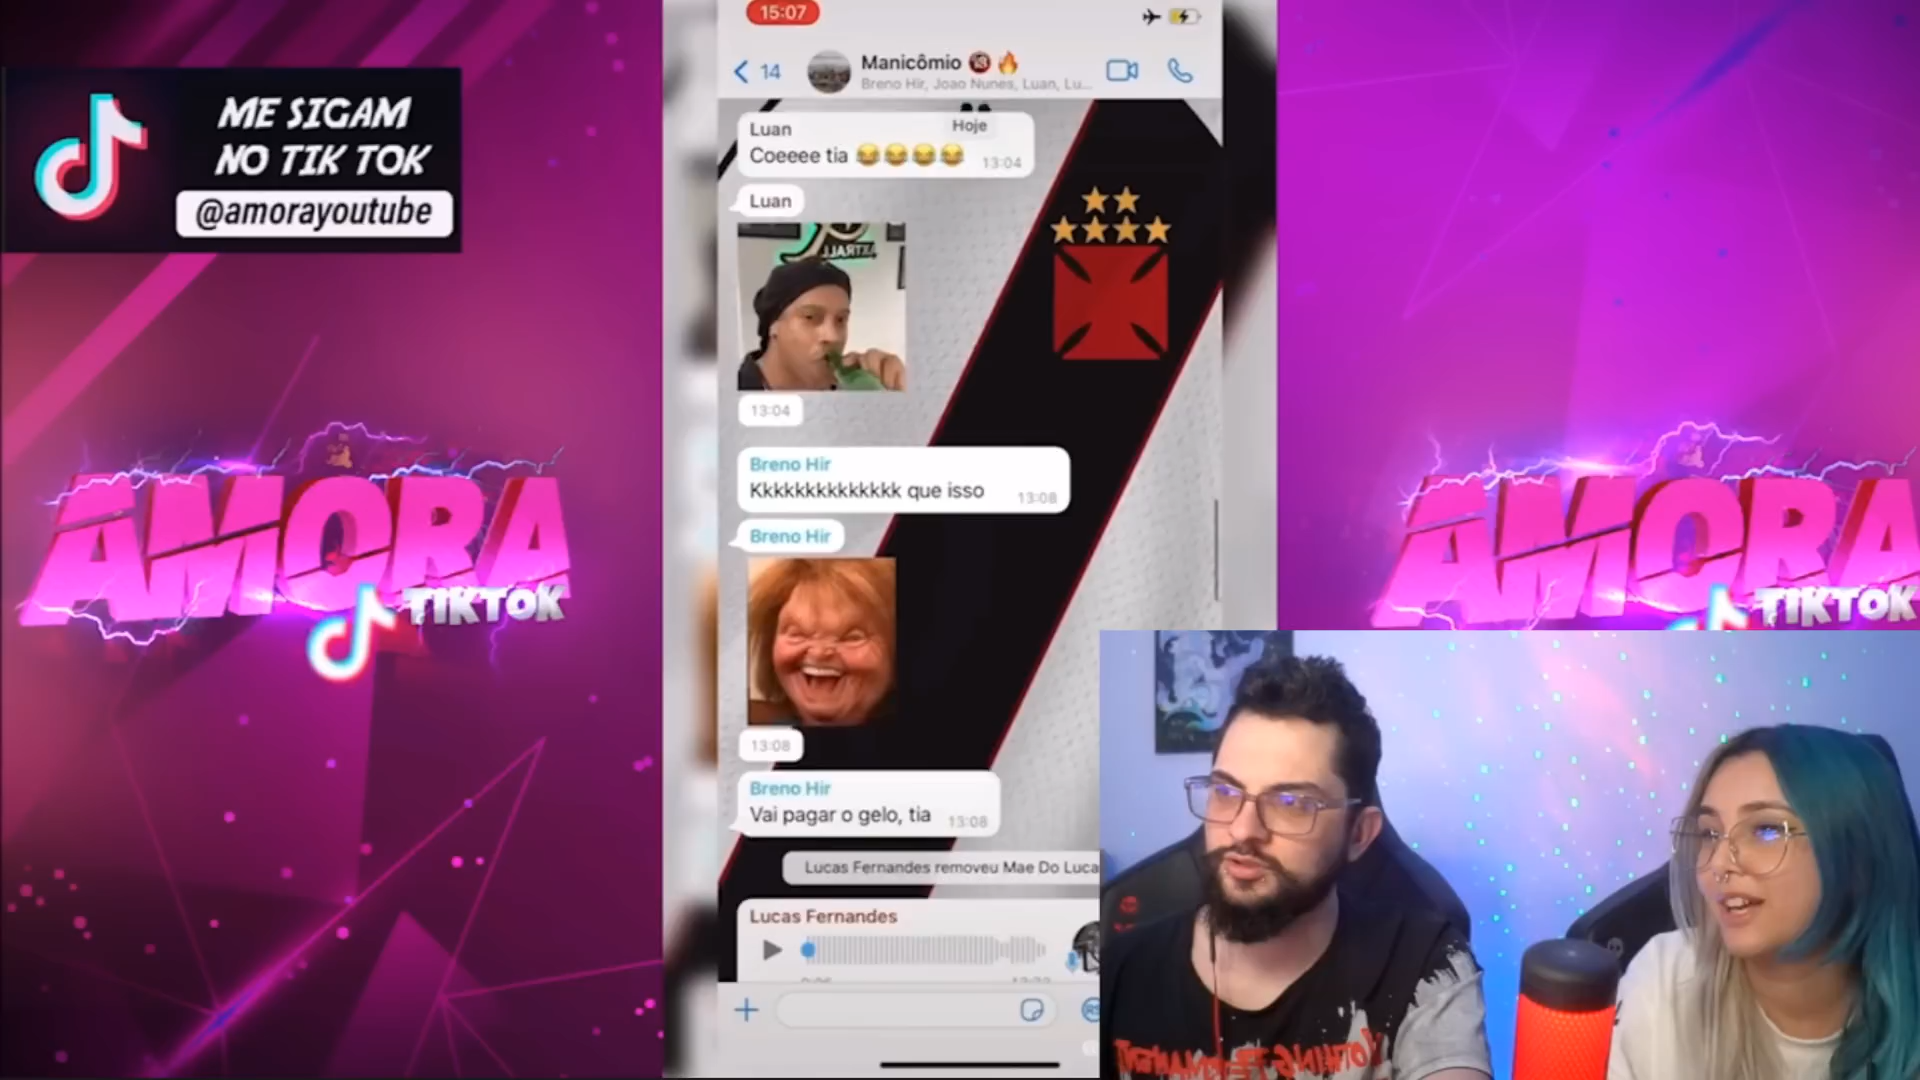 ME SIGAM
NO TIK TOK
@amorayoutube
AMORA
TIKTOK
15:07
14
Manicômio
Breno Hir, Joao Nunes, Luan, Lu...
Hoje
Luan
Coeeee tia 😂😂😂😂
13:04
Luan
13:04
Breno Hir
Kkkkkkkkkkkkkk que isso
13:08
Breno Hir
13:08
Breno Hir
Vai pagar o gelo, tia
13:08
Lucas Fernandes removeu Mae Do Luca
Lucas Fernandes
AMORA
TIKTOK